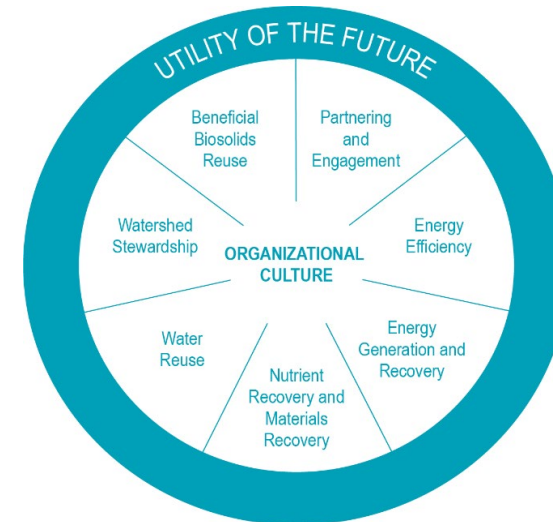 UTILITY OF THE FUTURE
Beneficial
Biosolids
Reuse
Partnering
and
Engagement
Watershed
Stewardship
ORGANIZATIONAL
CULTURE
Energy
Efficiency
Water
Reuse
Nutrient
Recovery and
Materials
Recovery
Energy
Generation and
Recovery